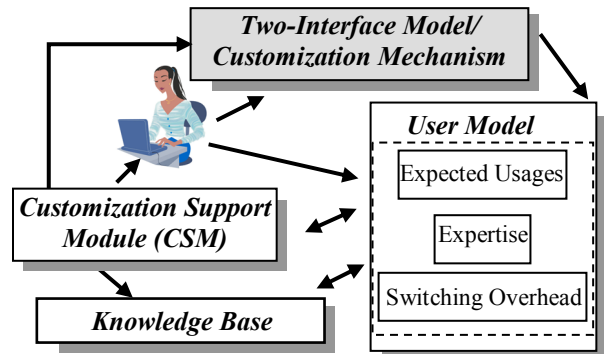 Two-Interface Model/
Customization Mechanism
User Model
Expected Usages
Customization Support
Module (CSM)
Expertise
Switching Overhead
Knowledge Base